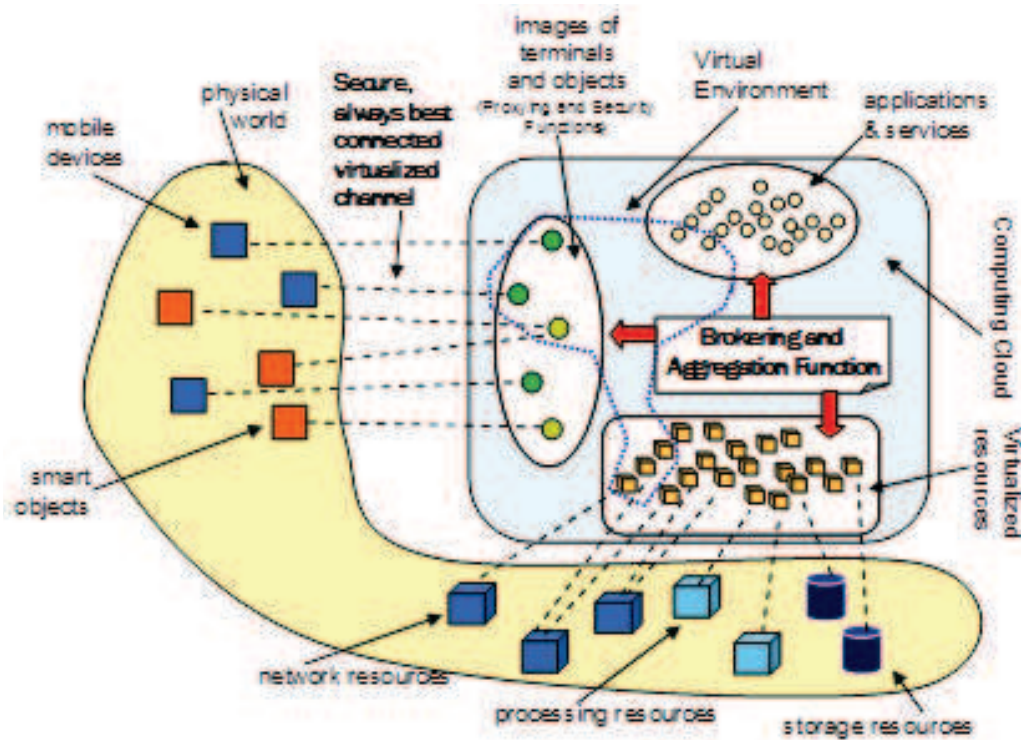 images of
terminals
and objects
(Proxying and Security
Functions)
Virtual
Environment
applications
& services
Secure,
always best
connected
virtualized
channel
physical
world
mobile
devices
Computing Cloud
Brokering and
Aggregation Function
smart
objects
Virtualized
resources
network resources
processing resources
storage resources